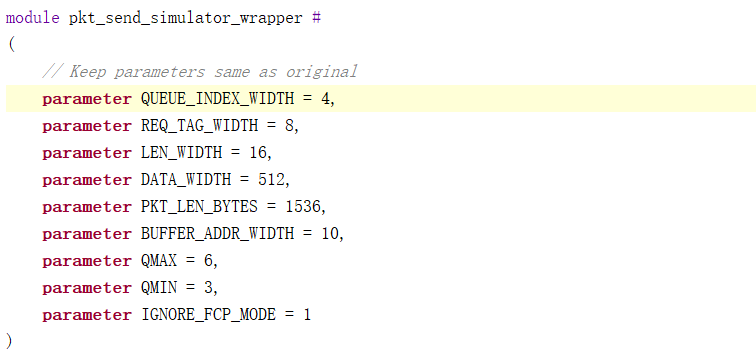 module pkt_send_simulator_wrapper #
(
// Keep parameters same as original
parameter QUEUE_INDEX_WIDTH = 4,
parameter REQ_TAG_WIDTH = 8,
parameter LEN_WIDTH = 16,
parameter DATA_WIDTH = 512,
parameter PKT_LEN_BYTES = 1536,
parameter BUFFER_ADDR_WIDTH = 10,
parameter QMAX = 6,
parameter QMIN = 3,
parameter IGNORE_FCP_MODE = 1
)